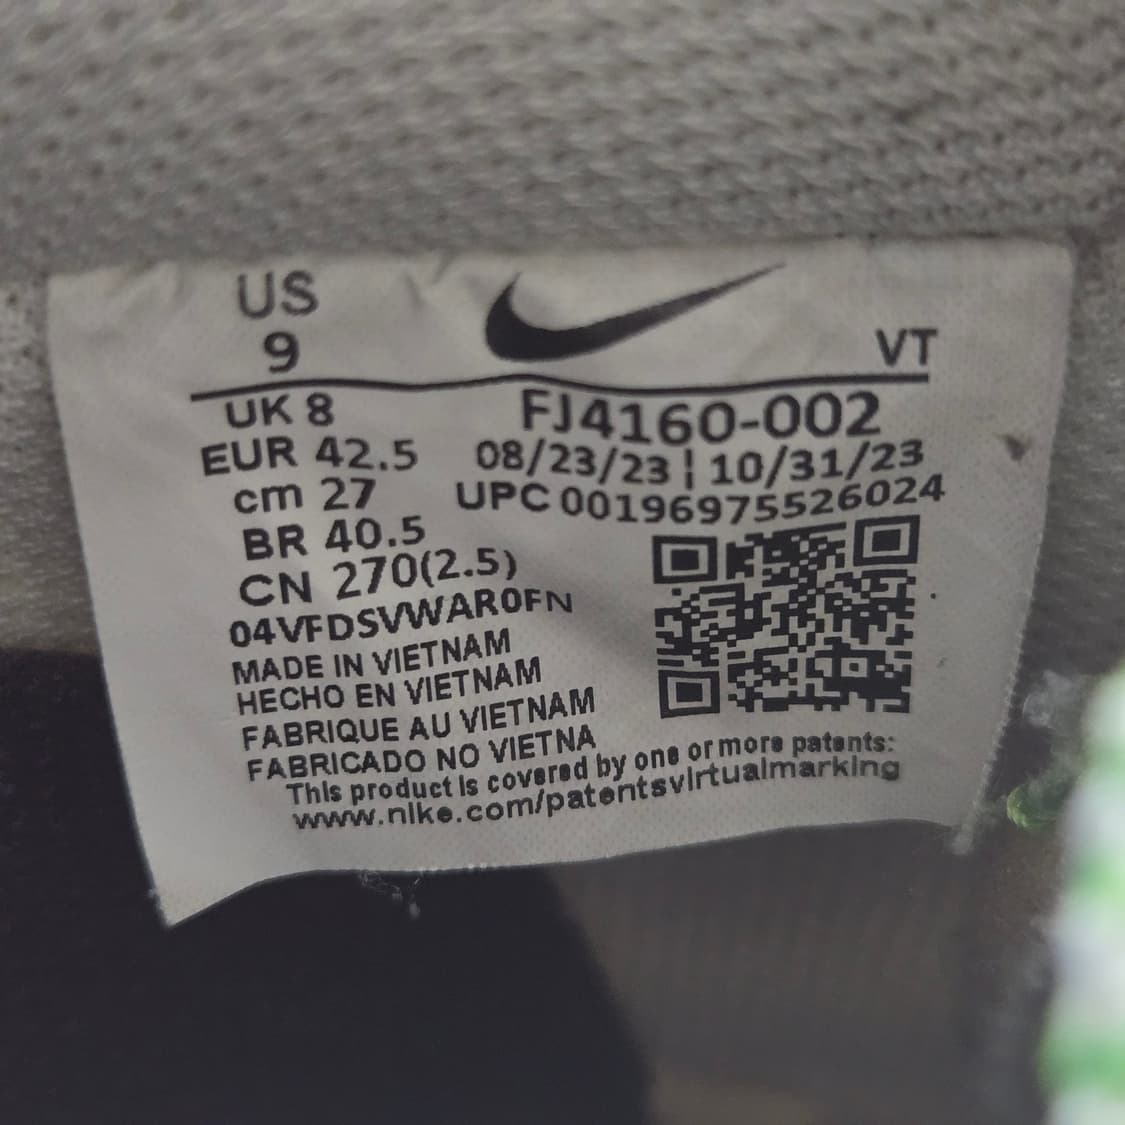 US
9
VT
UK 8
FJ4160-002
EUR 42.5
08/23/23 ¦ 10/31/23
cm 27
UPC 00196975526024
BR 40.5
CN 270(2.5)
04VFDSVWAR0FN
MADE IN VIETNAM
HECHO EN VIETNAM
FABRIQUE AU VIETNAM
FABRICADO NO VIETNA
This product is covered by one or more patents:
www.nike.com/patentsvirtualmarking